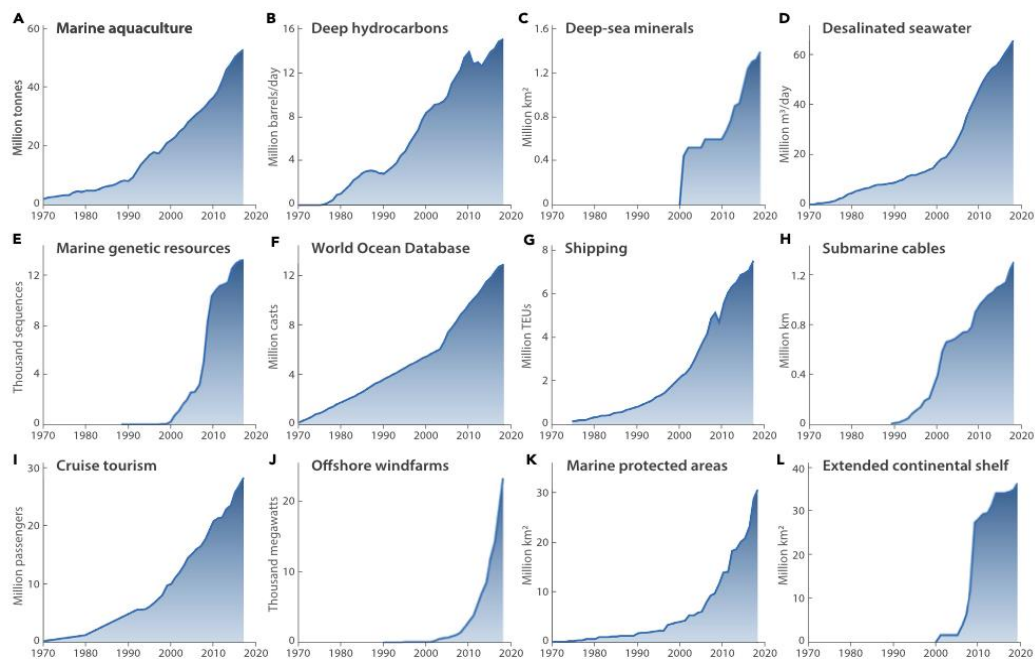 A Marine aquaculture
Million tonnes
60
40
20
0
1970 1980 1990 2000 2010 2020
B Deep hydrocarbons
Million barrels/day
16
12
8
4
0
1970 1980 1990 2000 2010 2020
C Deep-sea minerals
Million km²
1.6
1.2
0.8
0.4
0
1970 1980 1990 2000 2010 2020
D Desalinated seawater
Million m³/day
60
40
20
0
1970 1980 1990 2000 2010 2020
E Marine genetic resources
Thousand sequences
12
8
4
0
1970 1980 1990 2000 2010 2020
F World Ocean Database
Million casts
12
8
4
0
1970 1980 1990 2000 2010 2020
G Shipping
Million TEUs
8
6
4
2
0
1970 1980 1990 2000 2010 2020
H Submarine cables
Million km
1.2
0.8
0.4
0
1970 1980 1990 2000 2010 2020
I Cruise tourism
Million passengers
30
20
10
0
1970 1980 1990 2000 2010 2020
J Offshore windfarms
Thousand megawatts
20
10
0
1970 1980 1990 2000 2010 2020
K Marine protected areas
Million km²
30
20
10
0
1970 1980 1990 2000 2010 2020
L Extended continental shelf
Million km²
40
30
20
10
0
1970 1980 1990 2000 2010 2020